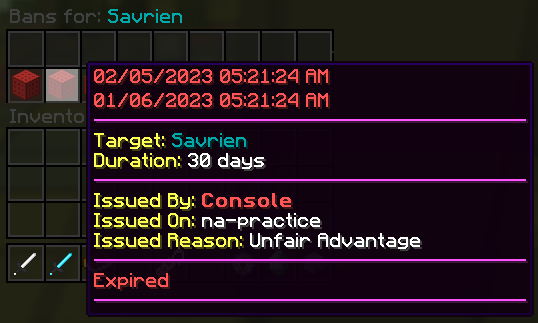 Bans for: Savrien
02/05/2023 05:21:24 AM
01/06/2023 05:21:24 AM
Invento
Target: Savrien
Duration: 30 days
Issued By: Console
Issued On: na-practice
Issued Reason: Unfair Advantage
Expired